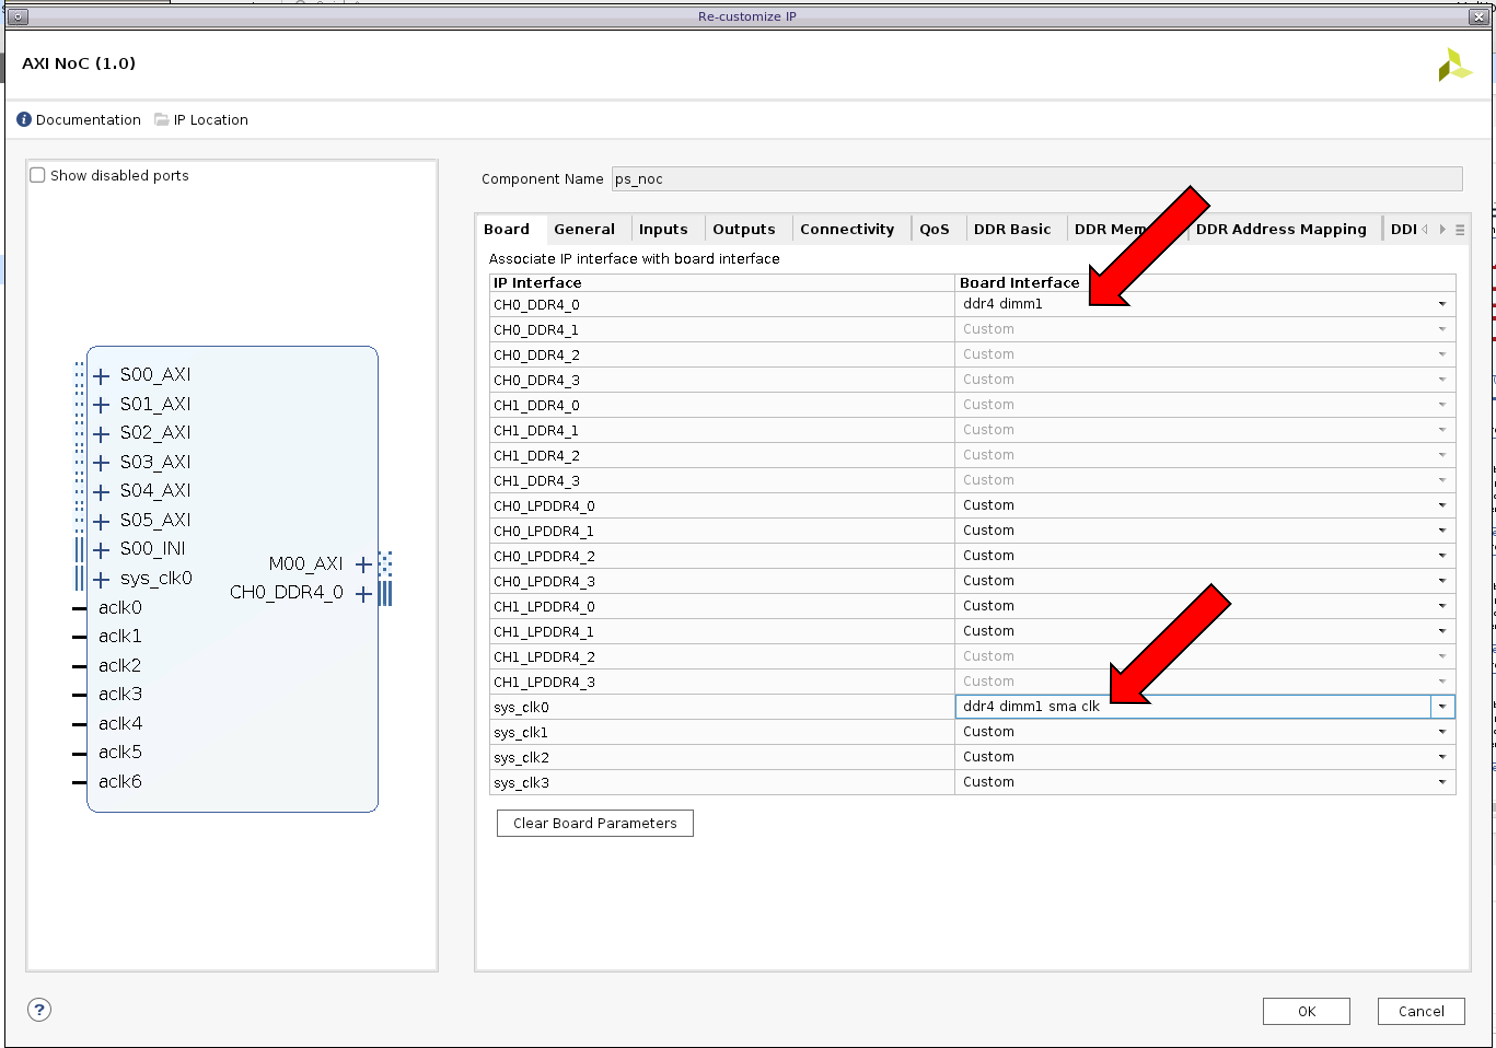 Re-customize IP
AXI NoC (1.0)
Documentation IP Location
Show disabled ports
S00_AXI
S01_AXI
S02_AXI
S03_AXI
S04_AXI
S05_AXI
S00_INI
sys_clk0
aclk0
aclk1
aclk2
aclk3
aclk4
aclk5
aclk6
M00_AXI
CH0_DDR4_0
Component Name ps_noc
Board General Inputs Outputs Connectivity QoS DDR Basic DDR Mem DDR Address Mapping DDI
Associate IP interface with board interface
IP Interface Board Interface
CH0_DDR4_0 ddr4 dimm1
CH0_DDR4_1 Custom
CH0_DDR4_2 Custom
CH0_DDR4_3 Custom
CH1_DDR4_0 Custom
CH1_DDR4_1 Custom
CH1_DDR4_2 Custom
CH1_DDR4_3 Custom
CH0_LPDDR4_0 Custom
CH0_LPDDR4_1 Custom
CH0_LPDDR4_2 Custom
CH0_LPDDR4_3 Custom
CH1_LPDDR4_0 Custom
CH1_LPDDR4_1 Custom
CH1_LPDDR4_2 Custom
CH1_LPDDR4_3 Custom
sys_clk0 ddr4 dimm1 sma clk
sys_clk1 Custom
sys_clk2 Custom
sys_clk3 Custom
Clear Board Parameters
? OK Cancel